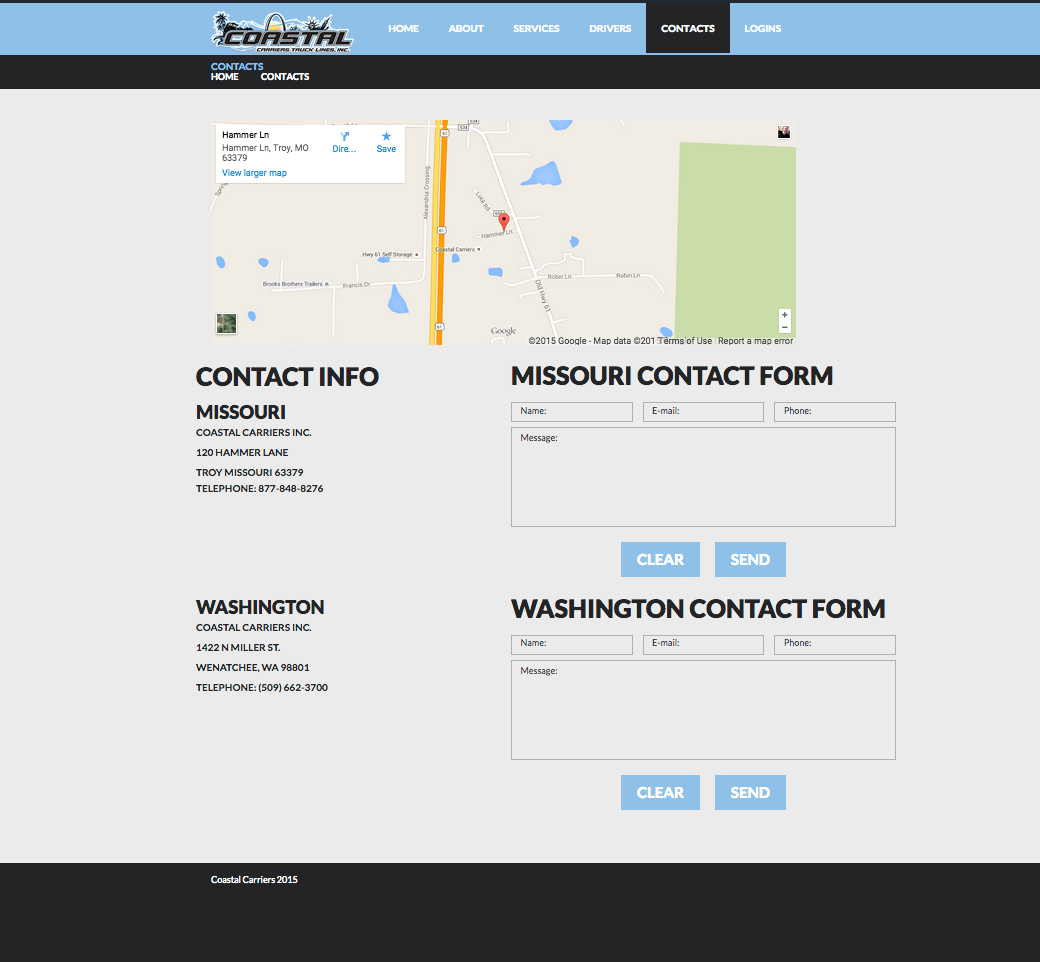 COASTAL
CARRIERS TRUCK LINES, INC.
HOME ABOUT SERVICES DRIVERS CONTACTS LOGINS
CONTACTS
HOME CONTACTS
Hammer Ln
Hammer Ln, Troy, MO
63379
Dire... Save
View larger map
534
534
61
Alexandria Crossing
Luka Rd
61
Hammer Ln
Coastal Carriers
Hwy 61 Self Storage
Robin Ln Robin Ln
Brooks Brothers Trailers
Francis Dr
Old Hwy 61
61
Google
+
−
©2015 Google - Map data ©201 Terms of Use Report a map error
CONTACT INFO
MISSOURI
COASTAL CARRIERS INC.
120 HAMMER LANE
TROY MISSOURI 63379
TELEPHONE: 877-848-8276
MISSOURI CONTACT FORM
Name: E-mail: Phone:
Message:
CLEAR SEND
WASHINGTON
COASTAL CARRIERS INC.
1422 N MILLER ST.
WENATCHEE, WA 98801
TELEPHONE: (509) 662-3700
WASHINGTON CONTACT FORM
Name: E-mail: Phone:
Message:
CLEAR SEND
Coastal Carriers 2015